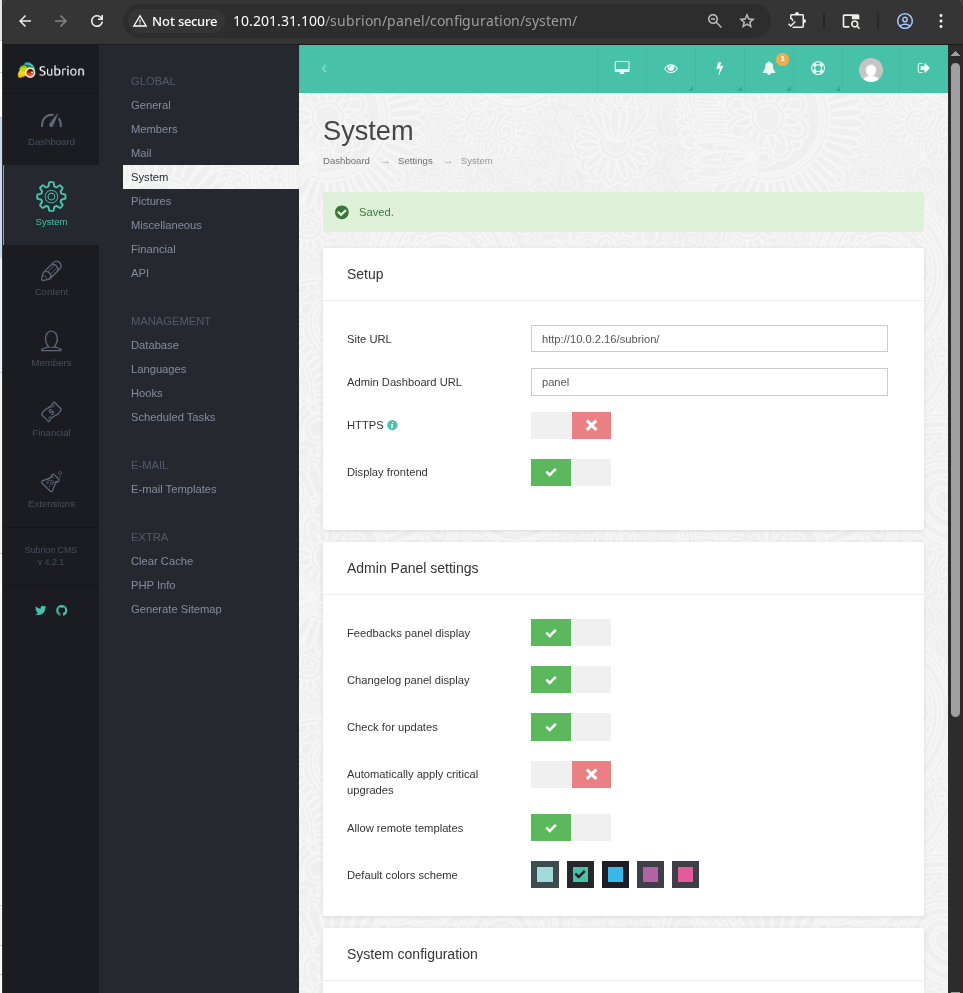 Not secure
10.201.31.100/subrion/panel/configuration/system/
Subrion
Dashboard
System
Content
Members
Financial
Extensions
Subrion CMS
v 4.2.1
GLOBAL
General
Members
Mail
System
Pictures
Miscellaneous
Financial
API
MANAGEMENT
Database
Languages
Hooks
Scheduled Tasks
E-MAIL
E-mail Templates
EXTRA
Clear Cache
PHP Info
Generate Sitemap
1
System
Dashboard → Settings → System
Saved.
Setup
Site URL
http://10.0.2.16/subrion/
Admin Dashboard URL
panel
HTTPS
Display frontend
Admin Panel settings
Feedbacks panel display
Changelog panel display
Check for updates
Automatically apply critical
upgrades
Allow remote templates
Default colors scheme
System configuration